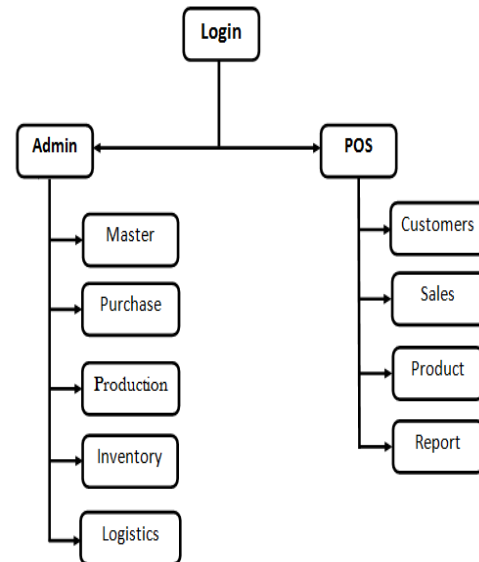 Login
Admin
POS
Master
Purchase
Production
Inventory
Logistics
Customers
Sales
Product
Report